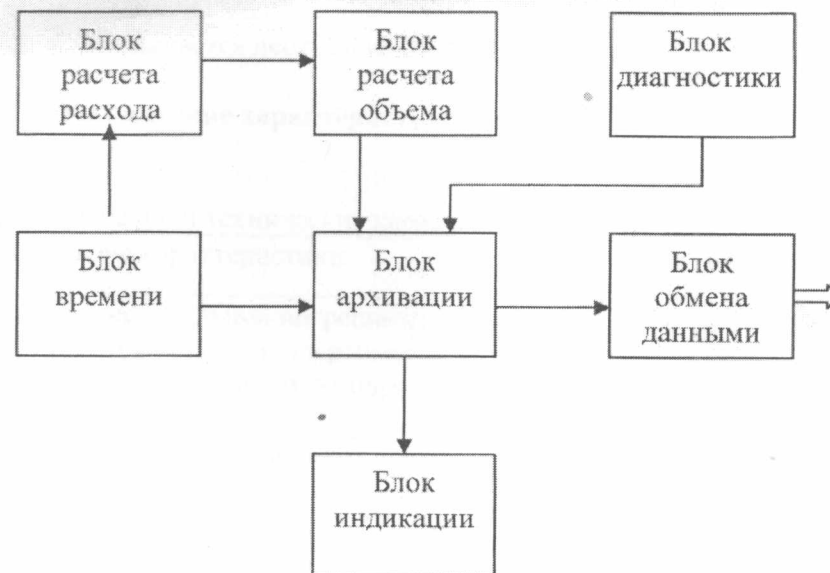 Блок
расчета
расхода
Блок
расчета
объема
Блок
диагностики
Блок
времени
Блок
архивации
Блок
обмена
данными
Блок
индикации